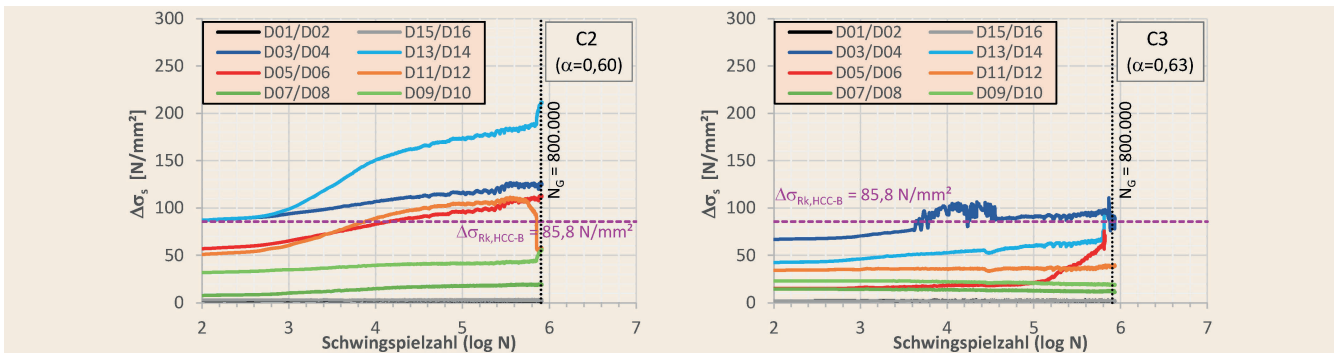 300
250
200
150
100
50
0
Δσs [N/mm²]
D01/D02 D15/D16
D03/D04 D13/D14
D05/D06 D11/D12
D07/D08 D09/D10
C2
(α=0,60)
NG = 800.000
ΔσRk,HCC-B = 85,8 N/mm²
2 3 4 5 6 7
Schwingspielzahl (log N)
300
250
200
150
100
50
0
Δσs [N/mm²]
D01/D02 D15/D16
D03/D04 D13/D14
D05/D06 D11/D12
D07/D08 D09/D10
C3
(α=0,63)
NG = 800.000
ΔσRk,HCC-B = 85,8 N/mm²
2 3 4 5 6 7
Schwingspielzahl (log N)